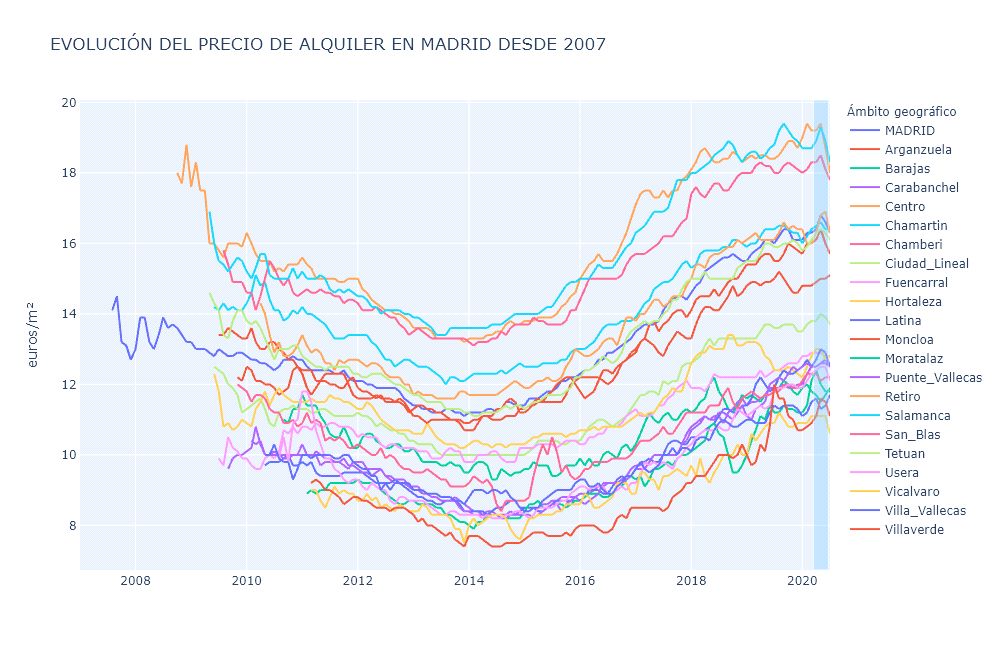 EVOLUCIÓN DEL PRECIO DE ALQUILER EN MADRID DESDE 2007
euros/m²
20
18
16
14
12
10
8
2008
2010
2012
2014
2016
2018
2020
Ámbito geográfico
MADRID
Arganzuela
Barajas
Carabanchel
Centro
Chamartin
Chamberi
Ciudad_Lineal
Fuencarral
Hortaleza
Latina
Moncloa
Moratalaz
Puente_Vallecas
Retiro
Salamanca
San_Blas
Tetuan
Usera
Vicalvaro
Villa_Vallecas
Villaverde